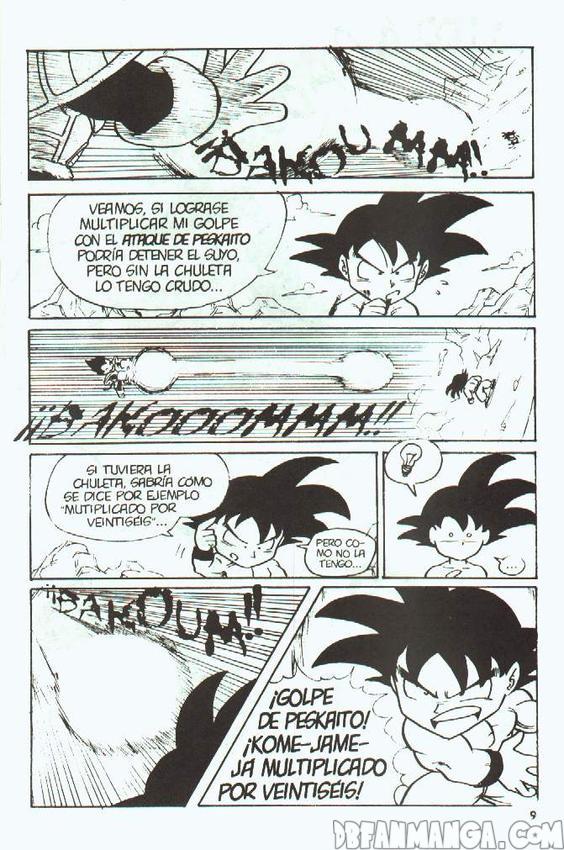 ¡BAKOUMM!!
VEAMOS, SI LOGRASE
MULTIPLICAR MI GOLPE
CON EL ATAQUE DE PESKAITO
PODRÍA DETENER EL SUYO,
PERO SIN LA CHULETA
LO TENGO CRUDO...
¡¡BAKOOOOMMMM!!
SI TUVIERA LA
CHULETA, SABRÍA CÓMO
SE DICE POR EJEMPLO
"MUTIPLICADO POR
VEINTISÉIS"...
PERO CO-
MO NO LA
TENGO...
...
¡BAKOUM!!
¡GOLPE
DE PESKAITO!
¡KOME-JAME-
JA MULTIPLICADO
POR VEINTISÉIS!
9
DBFANMANGA.COM